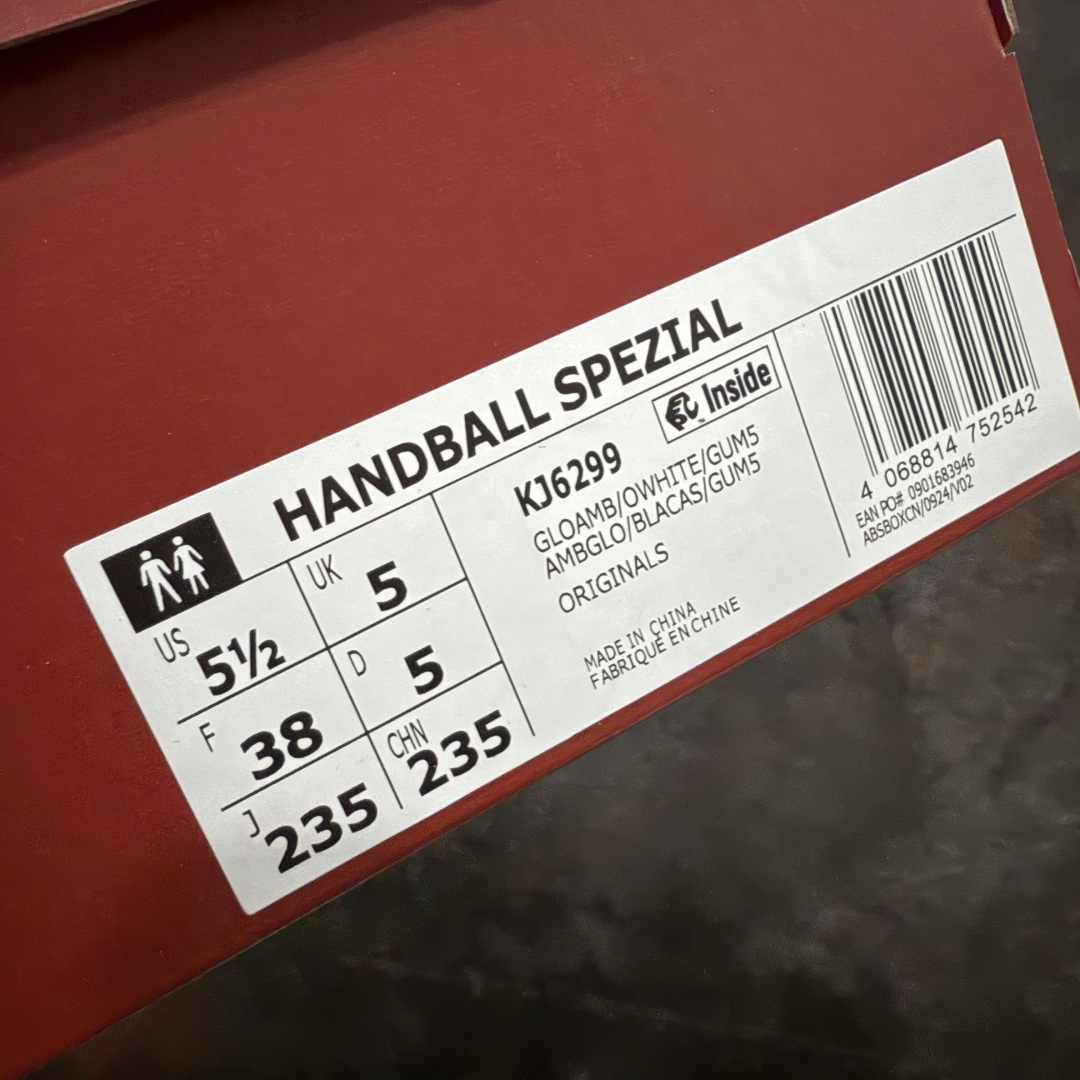 HANDBALL SPEZIAL
US 5½
UK 5
F 38
D 5
J 235
CHN 235
KJ6299
Inside
GLOAMB/OWHITE/GUM5
AMBGLO/BLACAS/GUM5
ORIGINALS
MADE IN CHINA
FABRIQUE EN CHINE
4 068814 752542
EAN PO# 0901683946
ABSBOXCN/0924/V02